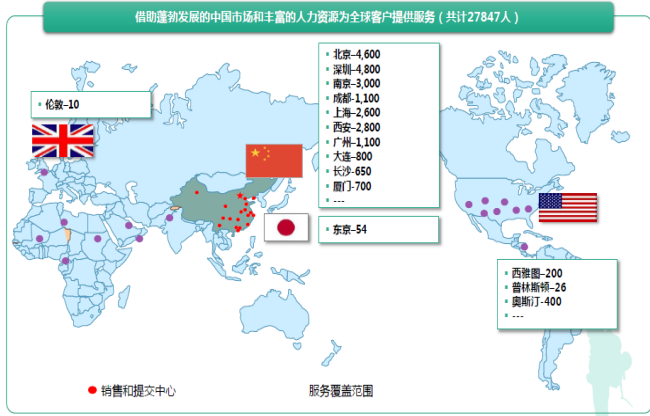 借助蓬勃发展的中国市场和丰富的人力资源为全球客户提供服务（共计27847人）
伦敦–10
北京–4,600
深圳–4,800
南京–3,000
成都-1,100
上海–2,600
西安–2,800
广州–1,100
大连–800
长沙-650
厦门-700
---
东京–54
西雅图–200
普林斯顿–26
奥斯汀-400
---
销售和提交中心
服务覆盖范围